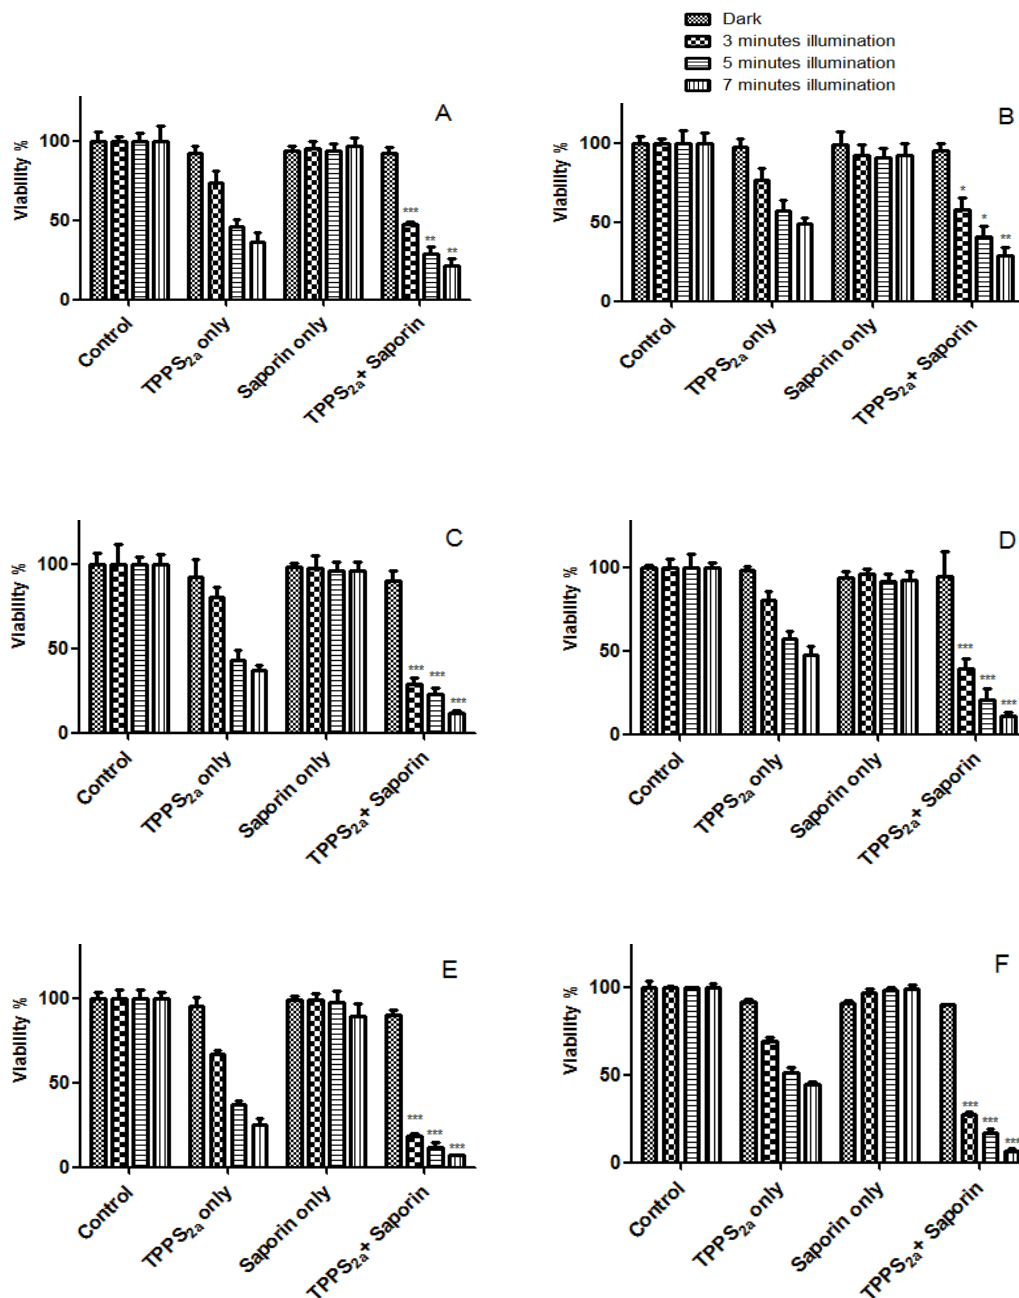 Dark
3 minutes illumination
5 minutes illumination
7 minutes illumination
A
Viability %
100
50
0
*** ** **
Control
TPPS2a only
Saporin only
TPPS2a+ Saporin
B
Viability %
100
50
0
* * **
Control
TPPS2a only
Saporin only
TPPS2a+ Saporin
C
Viability %
100
50
0
*** *** ***
Control
TPPS2a only
Saporin only
TPPS2a+ Saporin
D
Viability %
100
50
0
*** *** ***
Control
TPPS2a only
Saporin only
TPPS2a+ Saporin
E
Viability %
100
50
0
*** *** ***
Control
TPPS2a only
Saporin only
TPPS2a+ Saporin
F
Viability %
100
50
0
*** *** ***
Control
TPPS2a only
Saporin only
TPPS2a+ Saporin